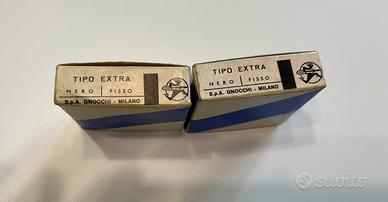 TIPO EXTRA
NERO FISSO
S.p.A. GNOCCHI - MILANO
TIPO EXTRA
NERO FISSO
S.p.A. GNOCCHI - MILANO
subito